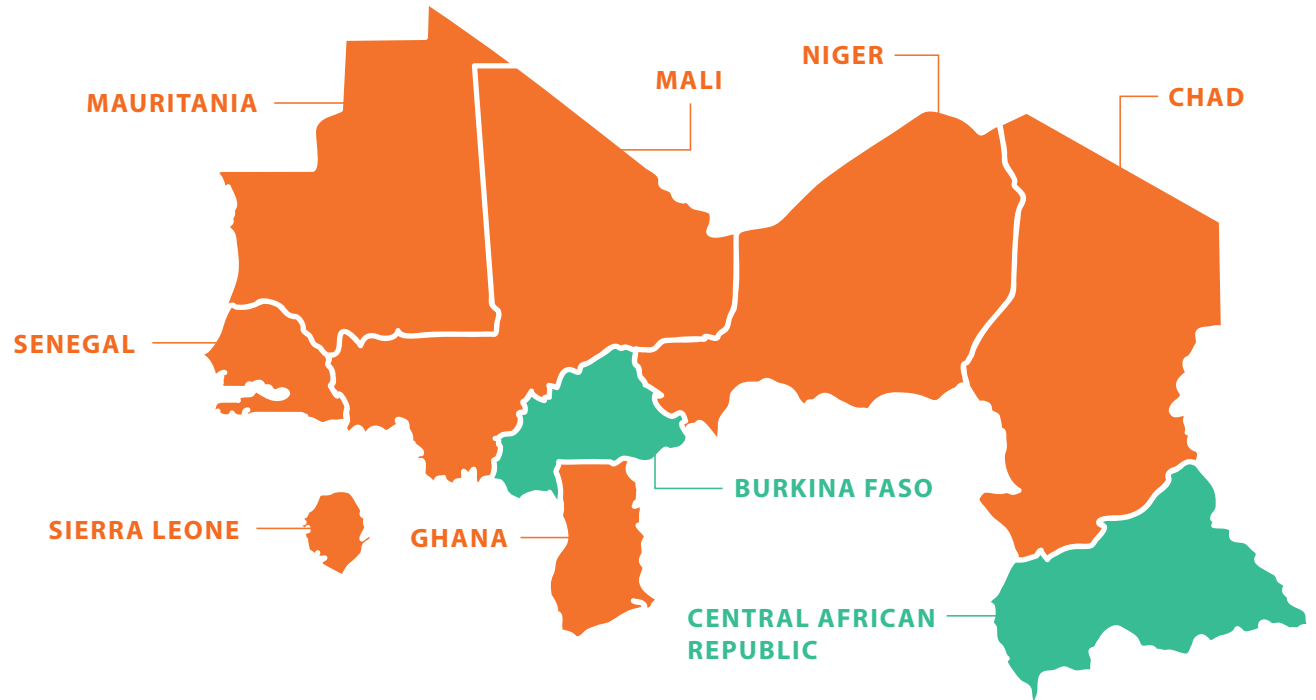 NIGER
MALI
CHAD
MAURITANIA
SENEGAL
BURKINA FASO
SIERRA LEONE
GHANA
CENTRAL AFRICAN
REPUBLIC